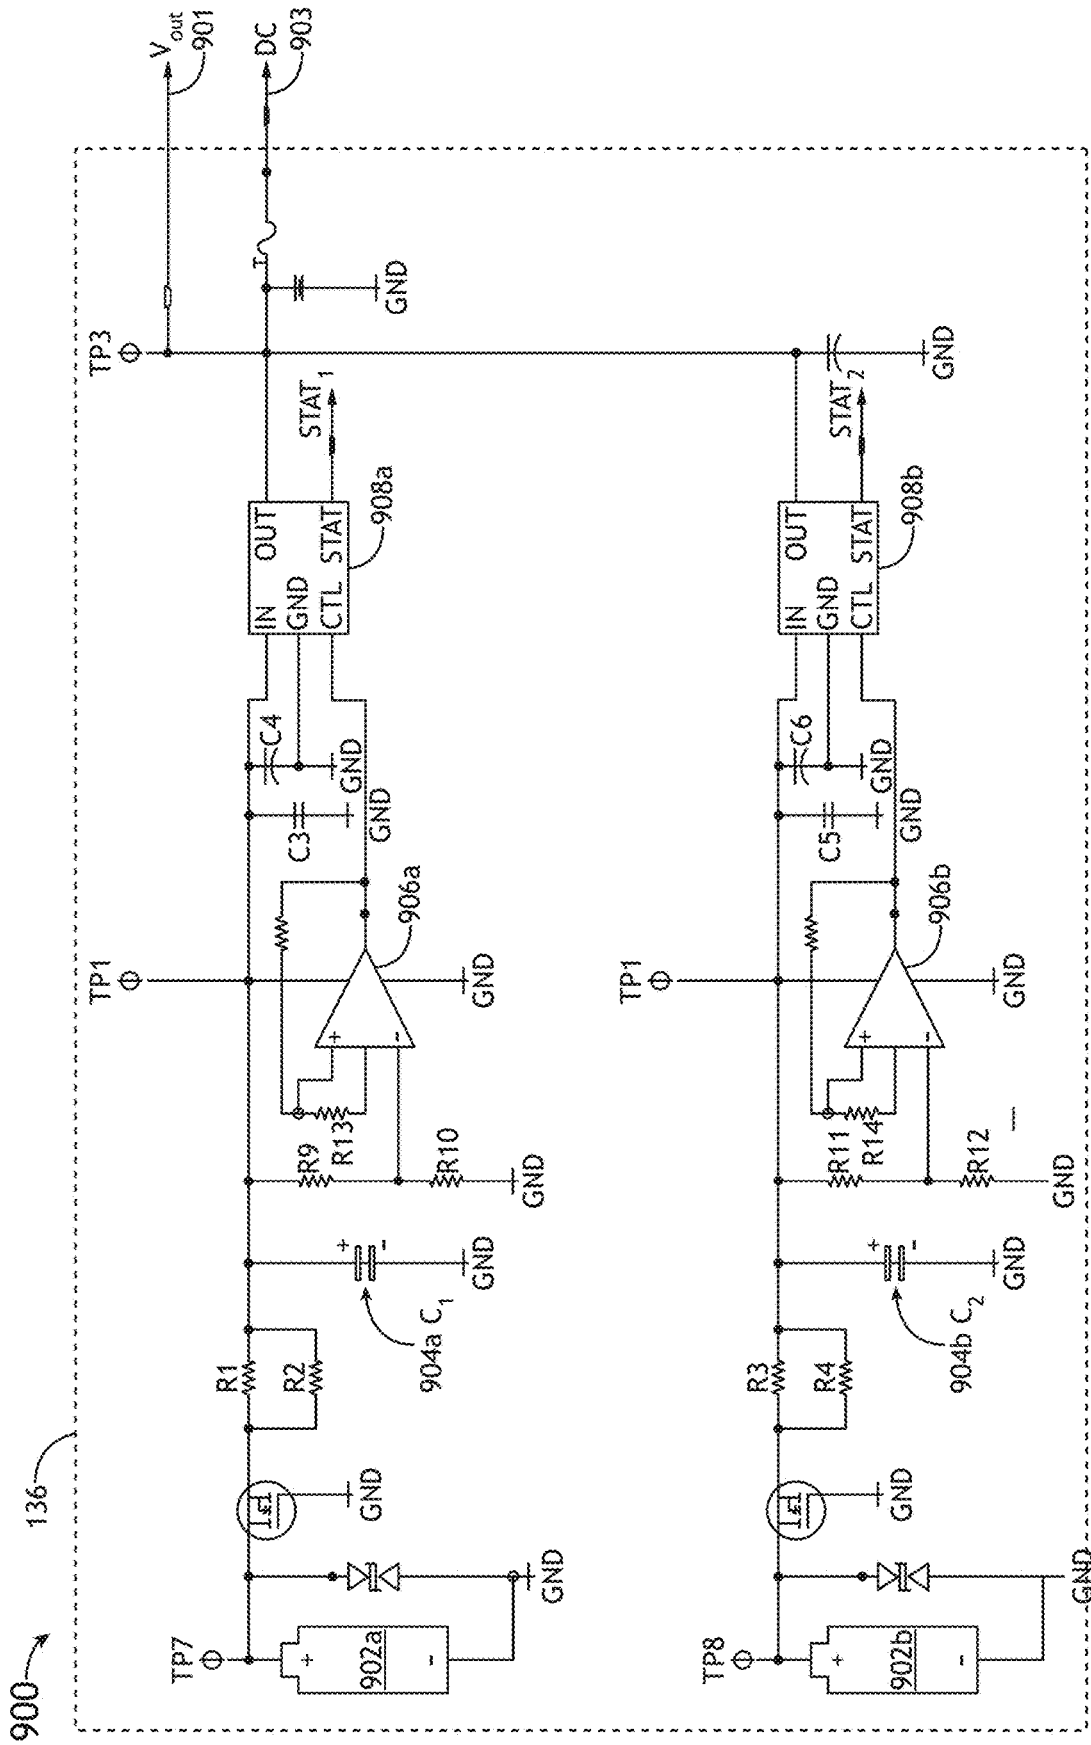 900
136
TP7
+
902a
-
GND
GND
R1
R2
904a C1
+
-
GND
R9
R13
R10
GND
TP1
+
-
906a
GND
C3
GND
C4
GND
IN
GND
CTL
OUT
STAT
908a
STAT1
TP3
GND
I
Vout
901
DC
903
TP8
+
902b
-
GND
GND
R3
R4
904b C2
+
-
GND
R11
R14
R12
GND
TP1
+
-
906b
GND
C5
GND
C6
GND
IN
GND
CTL
OUT
STAT
908b
STAT2
GND